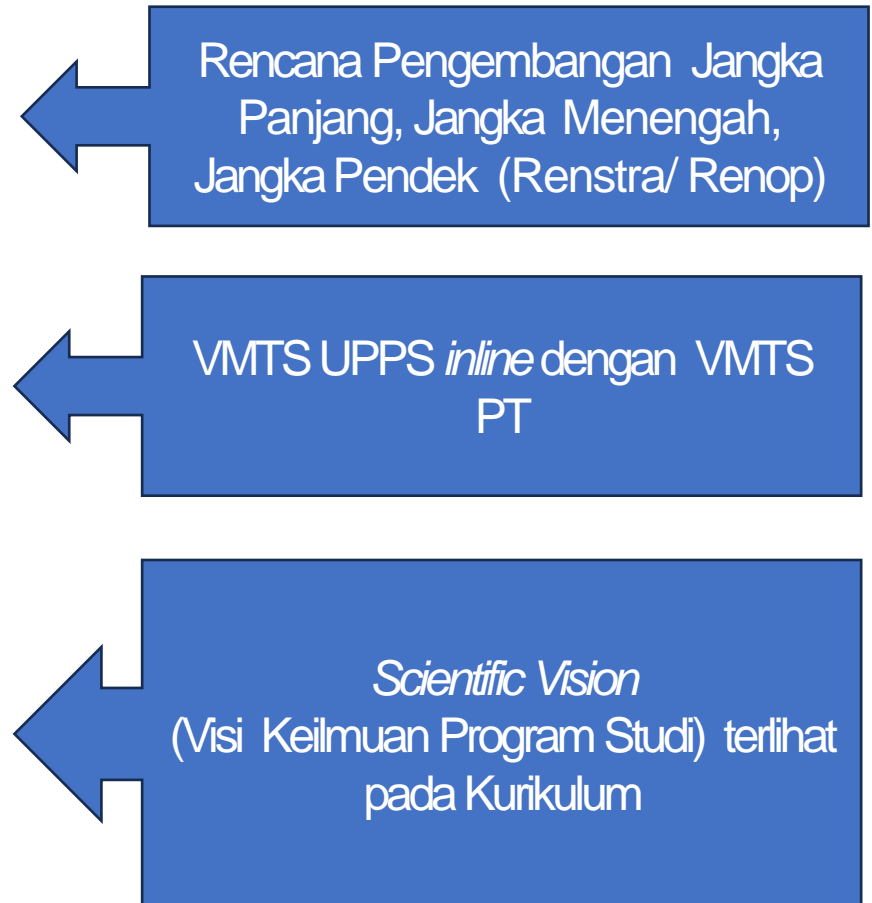 Rencana Pengembangan Jangka
Panjang, Jangka Menengah,
Jangka Pendek (Renstra/ Renop)
VMTS UPPS inline dengan VMTS
PT
Scientific Vision
(Visi Keilmuan Program Studi) terlihat
pada Kurikulum